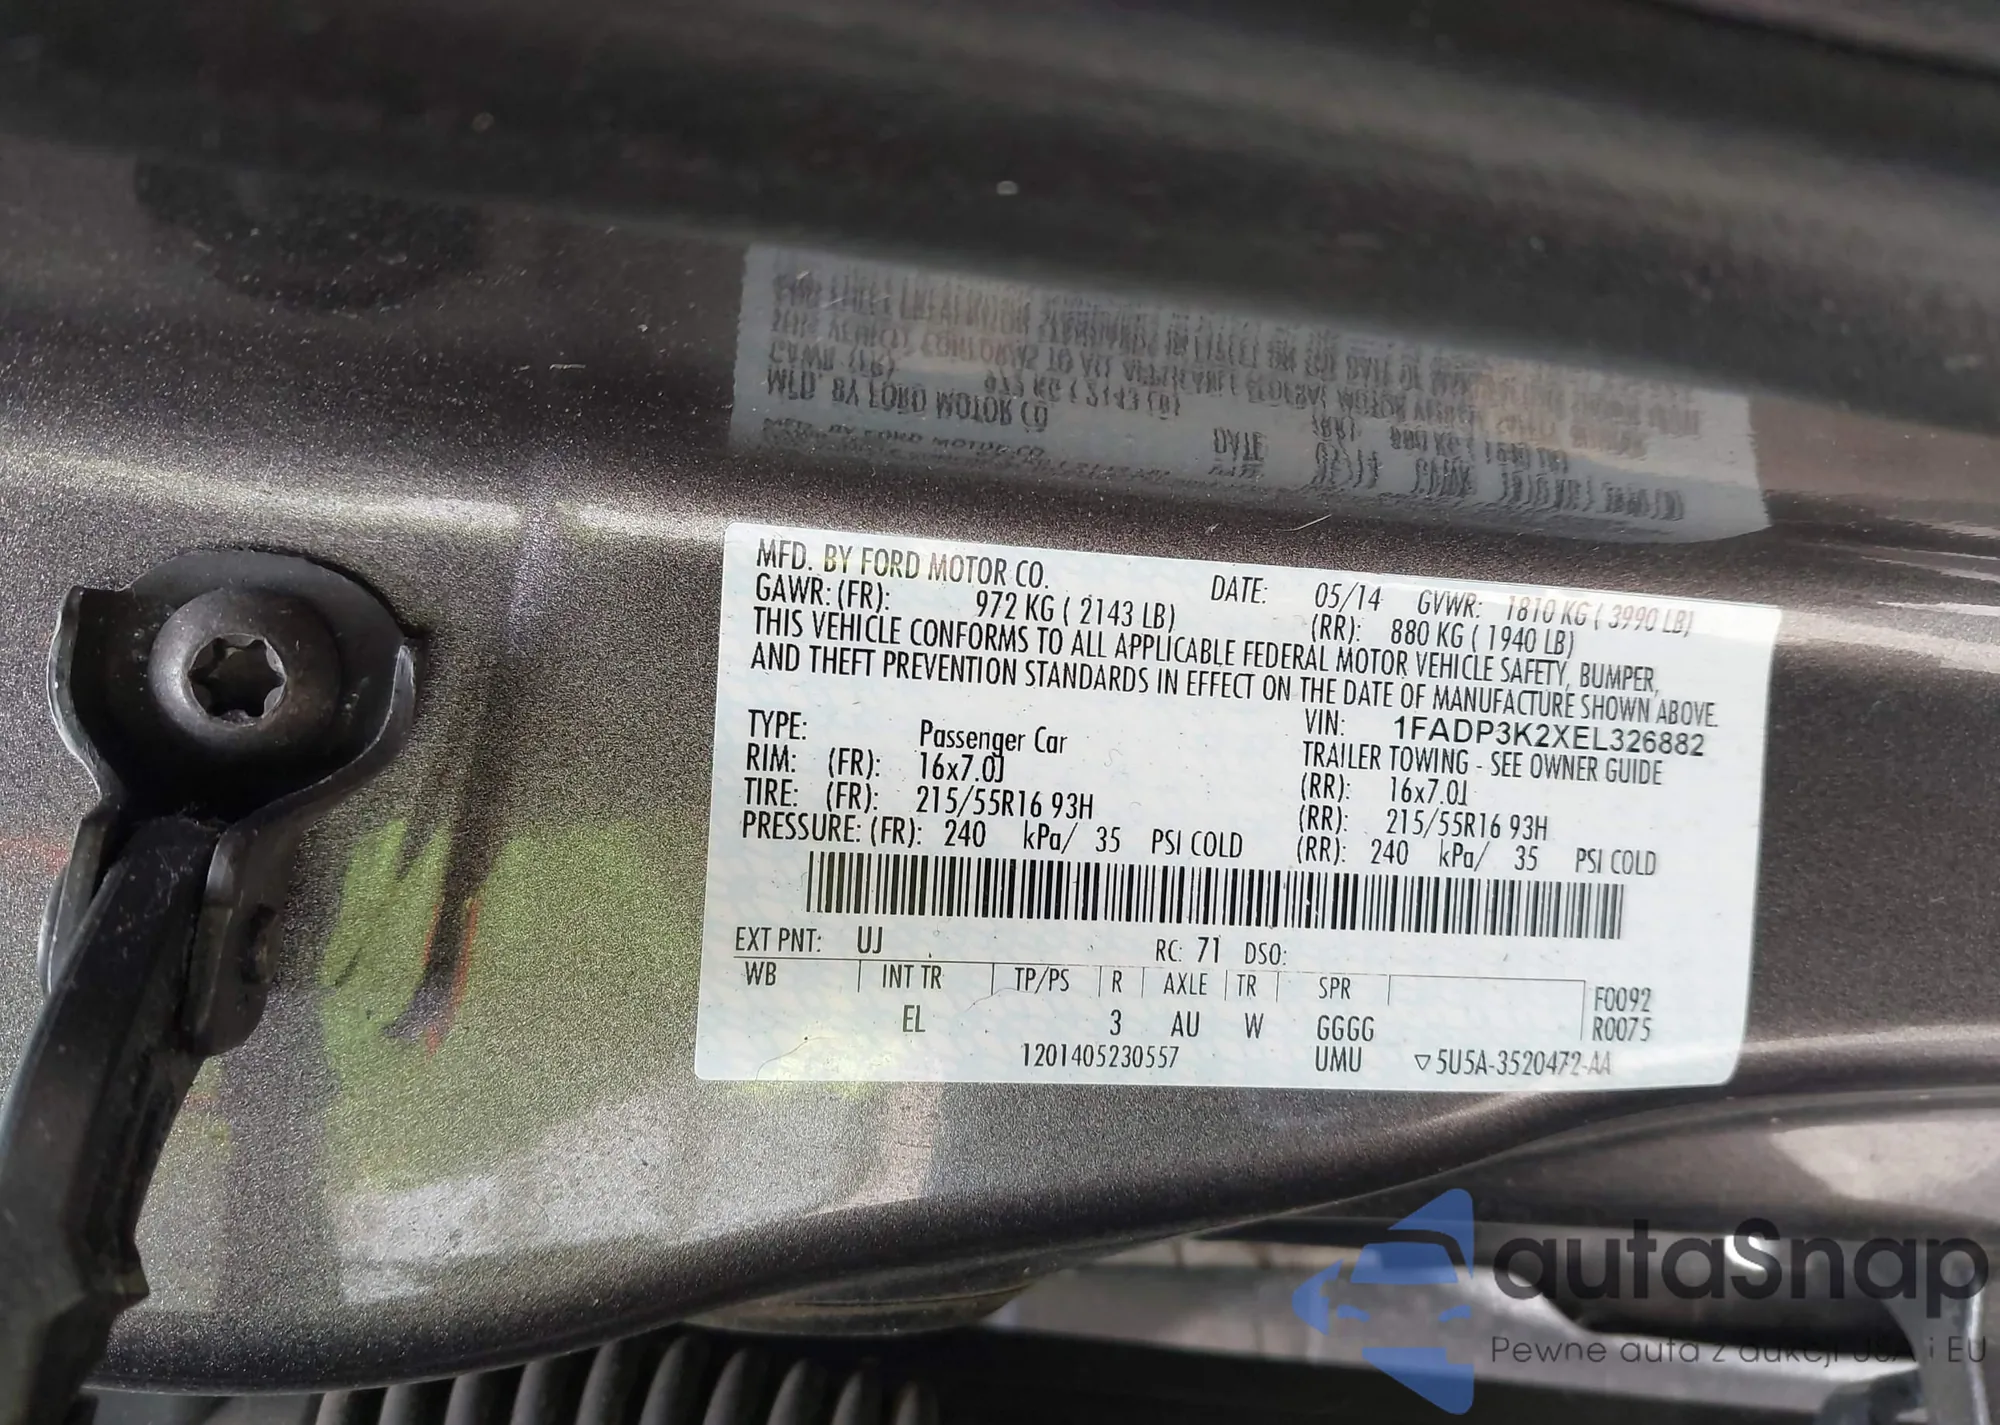 MFD. BY FORD MOTOR CO. DATE: 05/14 GVWR: 1810 KG ( 3990 LB)
GAWR: (FR): 972 KG ( 2143 LB) (RR): 880 KG ( 1940 LB)
THIS VEHICLE CONFORMS TO ALL APPLICABLE FEDERAL MOTOR VEHICLE SAFETY, BUMPER,
AND THEFT PREVENTION STANDARDS IN EFFECT ON THE DATE OF MANUFACTURE SHOWN ABOVE.
VIN: 1FADP3K2XEL326882
TYPE: Passenger Car TRAILER TOWING - SEE OWNER GUIDE
RIM: (FR): 16x7.0J (RR): 16x7.0J
TIRE: (FR): 215/55R16 93H (RR): 215/55R16 93H
PRESSURE: (FR): 240 kPa/ 35 PSI COLD (RR): 240 kPa/ 35 PSI COLD
EXT PNT: UJ RC: 71 DSO:
WB INT TR TP/PS R AXLE TR SPR F0092
EL 3 AU W GGGG R0075
1201405230557 UMU ▽5U5A-3520472-AA
autaSnap
Pewne auta z aukcji USA i EU